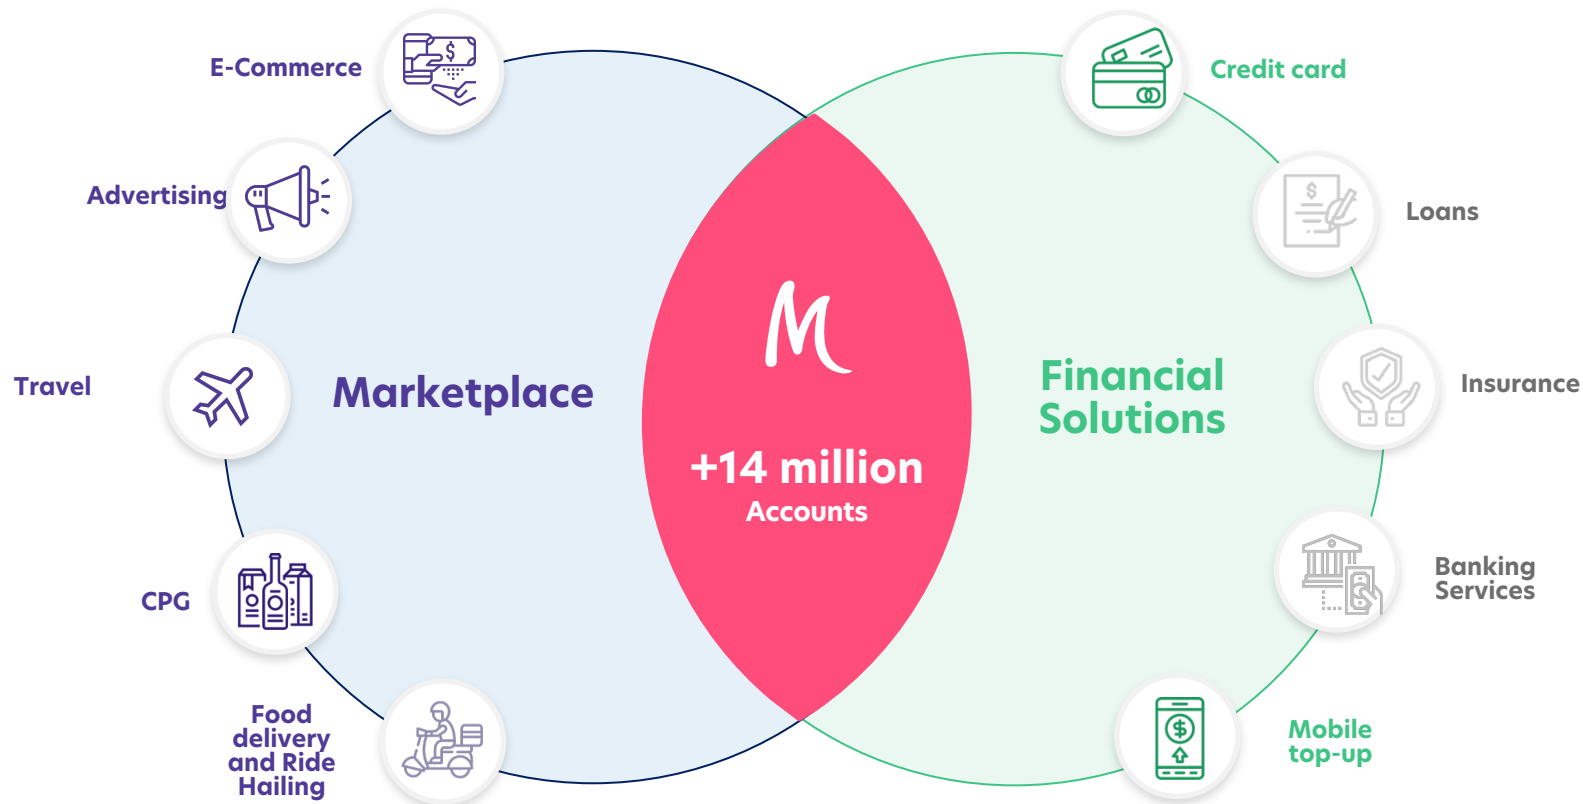 E-Commerce
Advertising
Travel
CPG
Food
delivery
and Ride
Hailing
Marketplace
M
+14 million
Accounts
Financial
Solutions
Credit card
Loans
Insurance
Banking
Services
Mobile
top-up